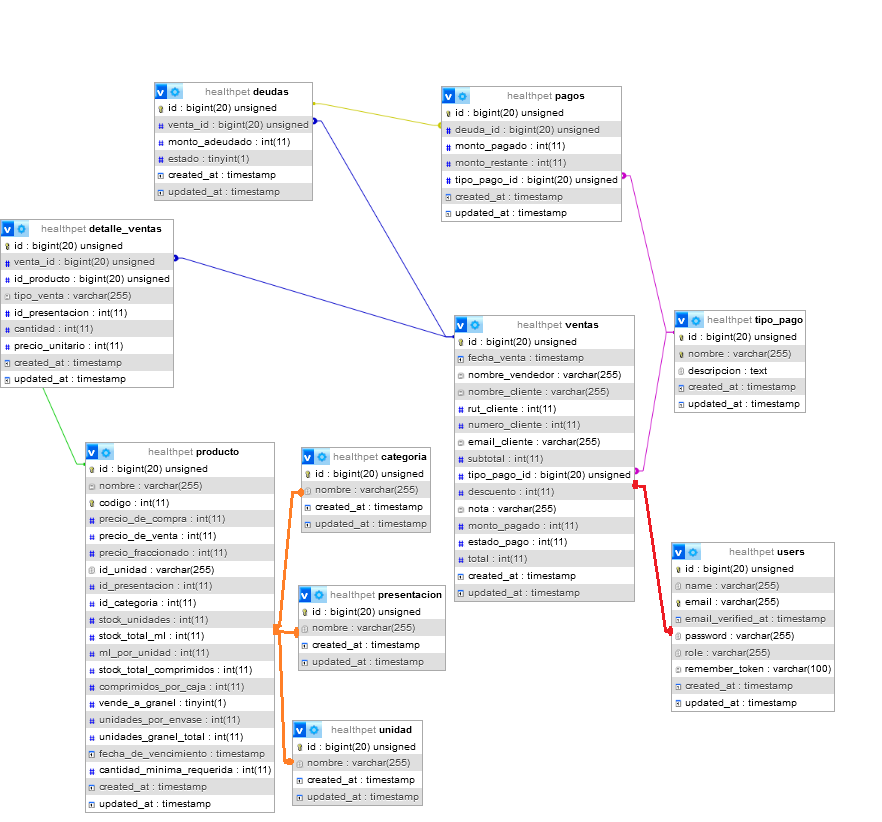 healthpet deudas
id : bigint(20) unsigned
venta_id : bigint(20) unsigned
monto_adeudado : int(11)
estado : tinyint(1)
created_at : timestamp
updated_at : timestamp
healthpet pagos
id : bigint(20) unsigned
deuda_id : bigint(20) unsigned
monto_pagado : int(11)
monto_restante : int(11)
tipo_pago_id : bigint(20) unsigned
created_at : timestamp
updated_at : timestamp
healthpet detalle_ventas
id : bigint(20) unsigned
venta_id : bigint(20) unsigned
id_producto : bigint(20) unsigned
tipo_venta : varchar(255)
id_presentacion : int(11)
cantidad : int(11)
precio_unitario : int(11)
created_at : timestamp
updated_at : timestamp
healthpet ventas
id : bigint(20) unsigned
fecha_venta : timestamp
nombre_vendedor : varchar(255)
nombre_cliente : varchar(255)
rut_cliente : int(11)
numero_cliente : int(11)
email_cliente : varchar(255)
subtotal : int(11)
tipo_pago_id : bigint(20) unsigned
descuento : int(11)
nota : varchar(255)
monto_pagado : int(11)
estado_pago : int(11)
total : int(11)
created_at : timestamp
updated_at : timestamp
healthpet tipo_pago
id : bigint(20) unsigned
nombre : varchar(255)
descripcion : text
created_at : timestamp
updated_at : timestamp
healthpet producto
id : bigint(20) unsigned
nombre : varchar(255)
codigo : int(11)
precio_de_compra : int(11)
precio_de_venta : int(11)
precio_fraccionado : int(11)
id_unidad : varchar(255)
id_presentacion : int(11)
id_categoria : int(11)
stock_unidades : int(11)
stock_total_ml : int(11)
ml_por_unidad : int(11)
stock_total_comprimidos : int(11)
comprimidos_por_caja : int(11)
vende_a_granel : tinyint(1)
unidades_por_envase : int(11)
unidades_granel_total : int(11)
fecha_de_vencimiento : timestamp
cantidad_minima_requerida : int(11)
created_at : timestamp
updated_at : timestamp
healthpet categoria
id : bigint(20) unsigned
nombre : varchar(255)
created_at : timestamp
updated_at : timestamp
healthpet presentacion
id : bigint(20) unsigned
nombre : varchar(255)
created_at : timestamp
updated_at : timestamp
healthpet unidad
id : bigint(20) unsigned
nombre : varchar(255)
created_at : timestamp
updated_at : timestamp
healthpet users
id : bigint(20) unsigned
name : varchar(255)
email : varchar(255)
email_verified_at : timestamp
password : varchar(255)
role : varchar(255)
remember_token : varchar(100)
created_at : timestamp
updated_at : timestamp